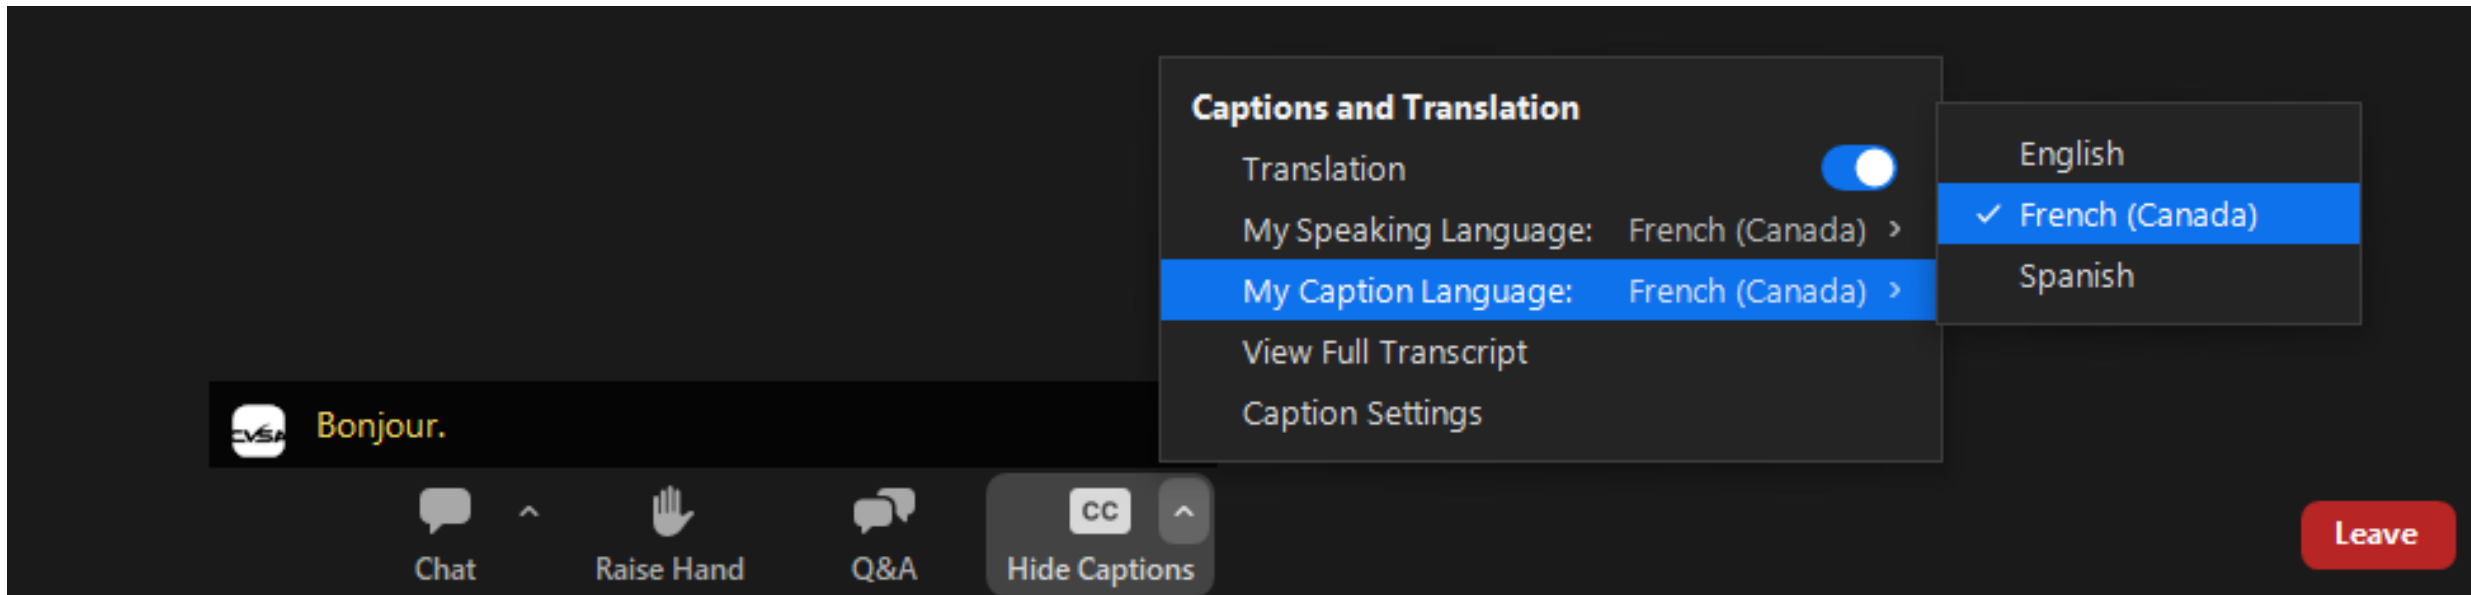 Captions and Translation
Translation
My Speaking Language: French (Canada)
My Caption Language: French (Canada)
View Full Transcript
Caption Settings
English
French (Canada)
Spanish
CVSA Bonjour.
CC
Chat Raise Hand Q&A Hide Captions
Leave